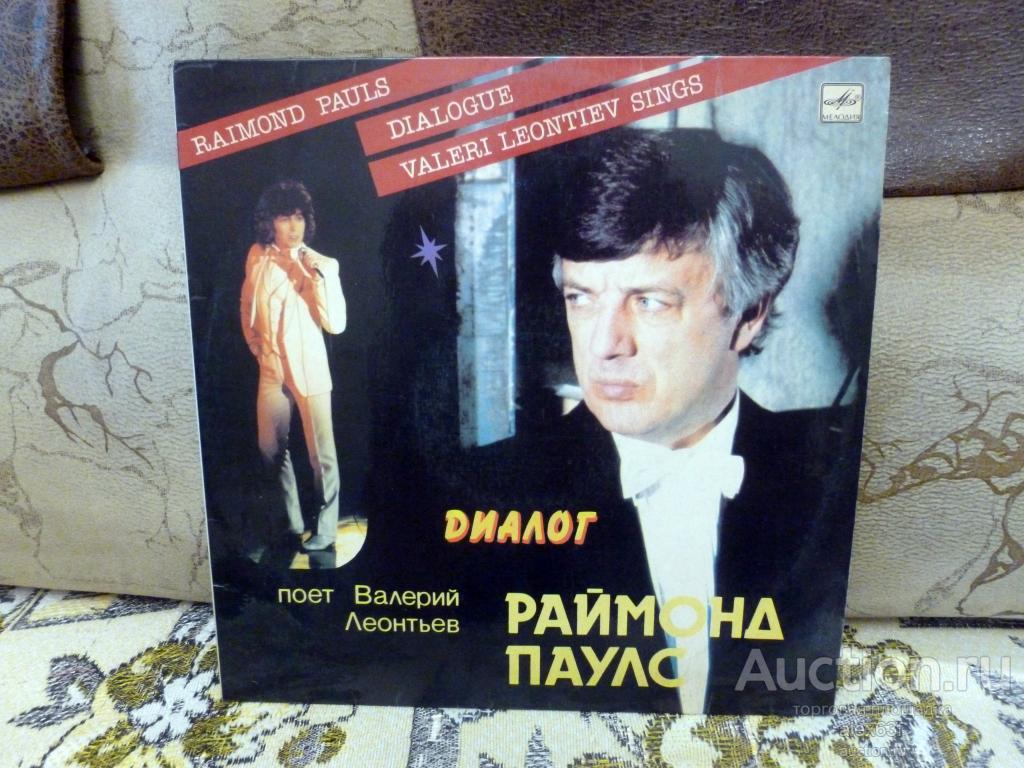 RAIMOND PAULS
DIALOGUE
VALERI LEONTIEV SINGS
МЕЛОДИЯ
ДИАЛОГ
поет Валерий
Леонтьев
РАЙМОНД
ПАУЛС
Auction.ru